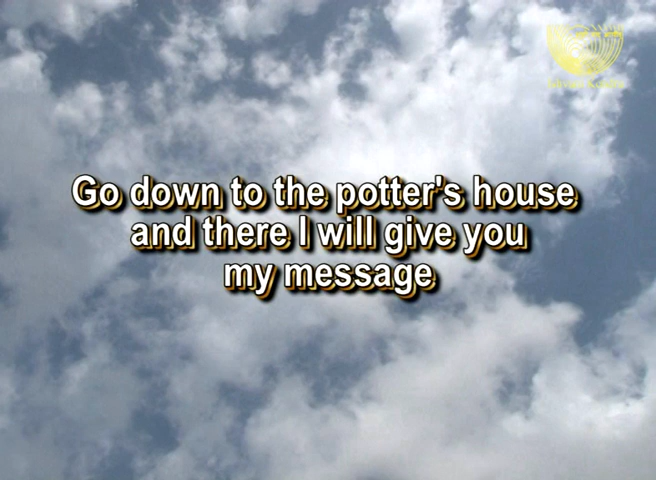 Go down to the potter's house
and there I will give you
my message